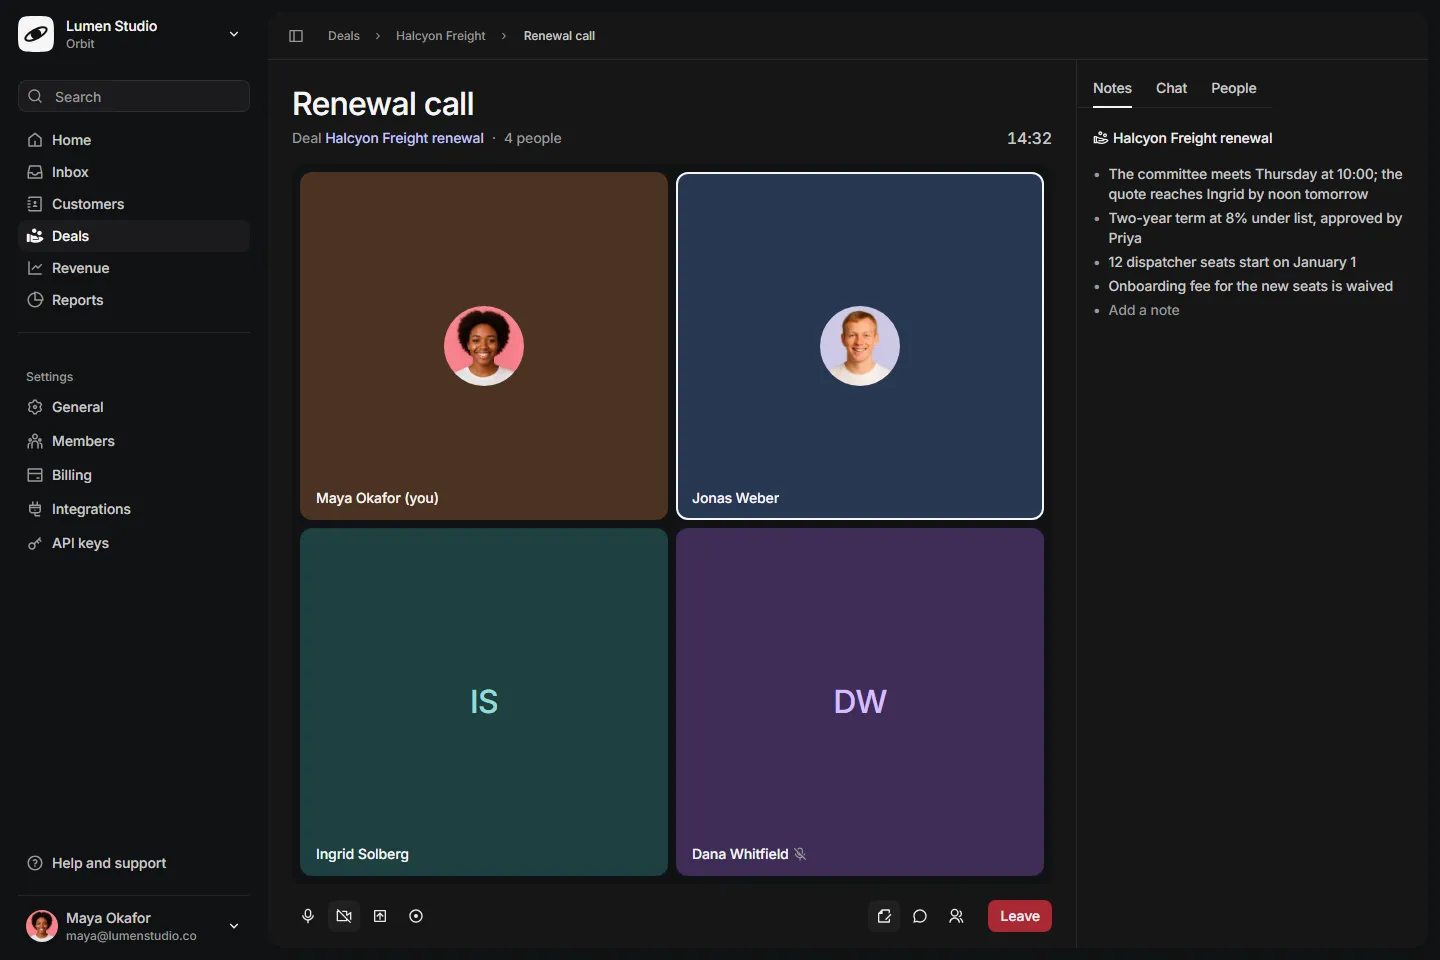 Lumen Studio
Orbit
Search
Home
Inbox
Customers
Deals
Revenue
Reports
Settings
General
Members
Billing
Integrations
API keys
Help and support
Maya Okafor
maya@lumenstudio.co
Deals
Halcyon Freight
Renewal call
Renewal call
Deal Halcyon Freight renewal · 4 people
14:32
Maya Okafor (you)
Jonas Weber
IS
Ingrid Solberg
DW
Dana Whitfield
Leave
Notes
Chat
People
Halcyon Freight renewal
• The committee meets Thursday at 10:00; the
quote reaches Ingrid by noon tomorrow
• Two-year term at 8% under list, approved by
Priya
• 12 dispatcher seats start on January 1
• Onboarding fee for the new seats is waived
• Add a note